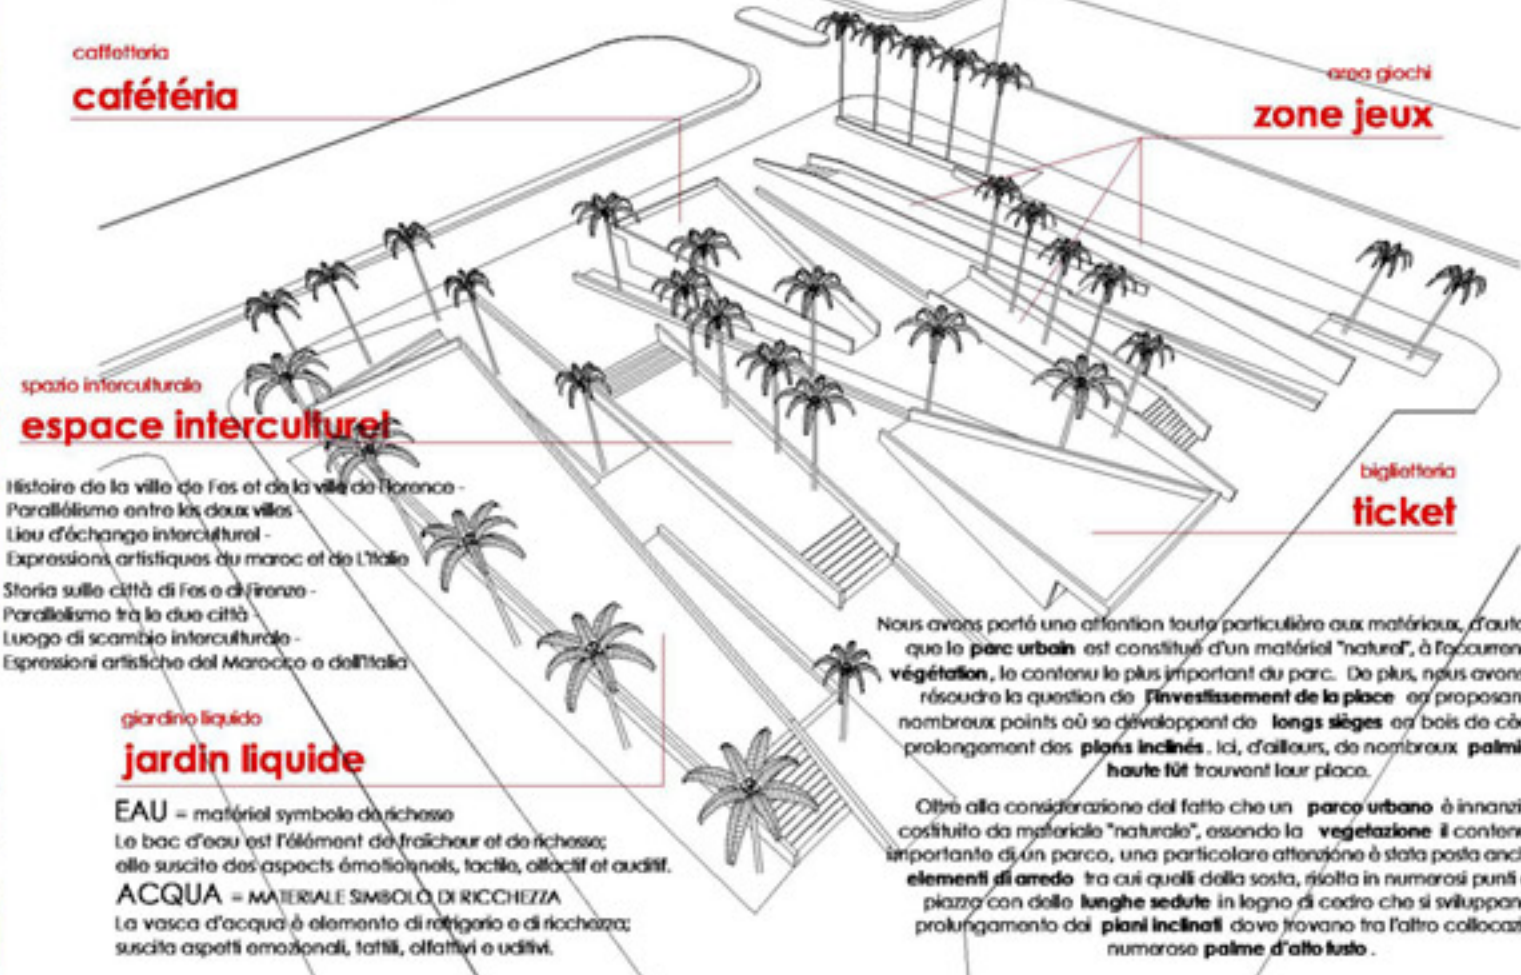 caffetteria
cafétéria
area giochi
zone jeux
spazio interculturale
espace interculturel
Histoire de la ville de Fes et de la ville de Florence -
Parallélisme entre les deux villes -
Lieu d'échange interculturel -
Expressions artistiques du maroc et de L'Italie
Storia sulle città di Fes e di Firenze -
Parallelismo tra le due città -
Luogo di scambio interculturale -
Espressioni artistiche del Marocco e dell'Italia
biglietteria
ticket
giardino liquido
jardin liquide
EAU = matériel symbole de richesse
Le bac d'eau est l'élément de fraîcheur et de richesse;
elle suscite des aspects émotionnels, tactile, olfactif et auditif.
ACQUA = MATERIALE SIMBOLO DI RICCHEZZA
La vasca d'acqua è elemento di refrigerio e di ricchezza;
suscita aspetti emozionali, tattili, olfattivi e uditivi.
Nous avons porté une attention toute particulière aux matériaux, d'auta
que le parc urbain est constitué d'un matériel "naturel", à l'occurren
végétation, le contenu le plus important du parc. De plus, nous avons
résoudre la question de l'investissement de la place en proposan
nombreux points où se développent de longs sièges en bois de cè
prolongement des plans inclinés. Ici, d'ailleurs, de nombreux palmi
haute fût trouvent leur place.
Oltre alla considerazione del fatto che un parco urbano è innanzi
costituito da materiale "naturale", essendo la vegetazione il conten
importante di un parco, una particolare attenzione è stata posta anc
elementi di arredo tra cui quelli della sosta, risolta in numerosi punti
piazza con delle lunghe sedute in legno di cedro che si sviluppan
prolungamento dei piani inclinati dove trovano tra l'altro collocazi
numerose palme d'alto fusto.